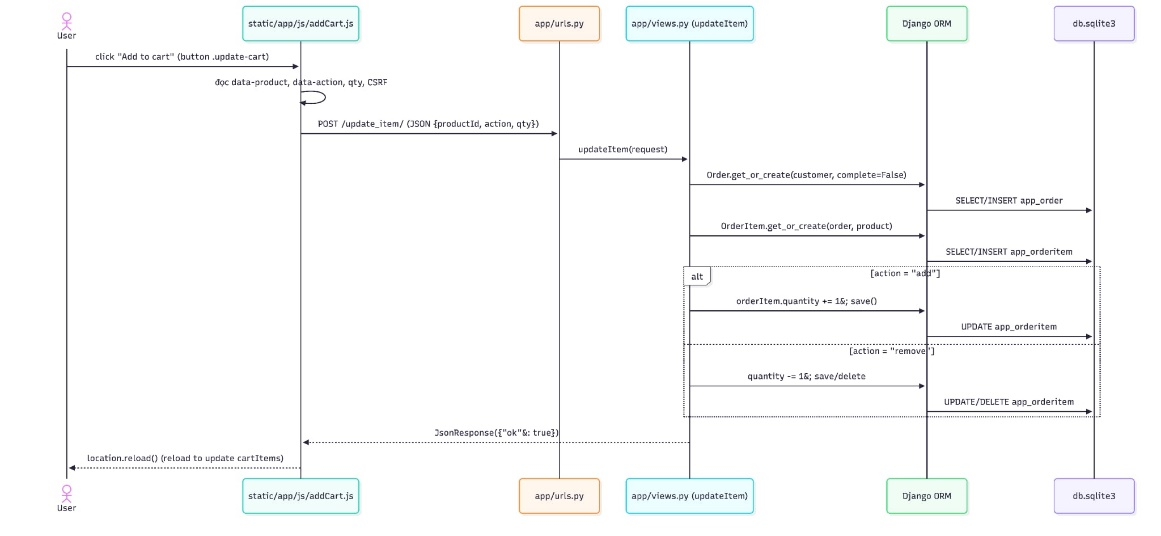 User
static/app/js/addCart.js
app/urls.py
app/views.py (updateItem)
Django ORM
db.sqlite3
click "Add to cart" (button .update-cart)
đọc data-product, data-action, qty, CSRF
POST /update_item/ (JSON {productId, action, qty})
updateItem(request)
Order.get_or_create(customer, complete=False)
SELECT/INSERT app_order
OrderItem.get_or_create(order, product)
SELECT/INSERT app_orderitem
alt
[action = "add"]
orderItem.quantity += 1&; save()
UPDATE app_orderitem
[action = "remove"]
quantity -= 1&; save/delete
UPDATE/DELETE app_orderitem
JsonResponse({"ok"&: true})
location.reload() (reload to update cartItems)
User
static/app/js/addCart.js
app/urls.py
app/views.py (updateItem)
Django ORM
db.sqlite3